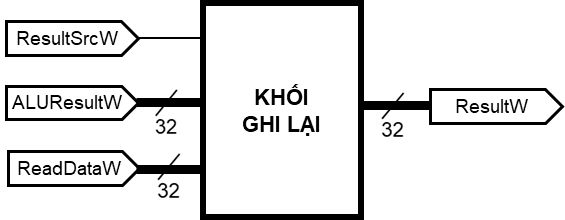 ResultSrcW
ALUResultW
32
ReadDataW
32
KHỐI
GHI LẠI
32
ResultW